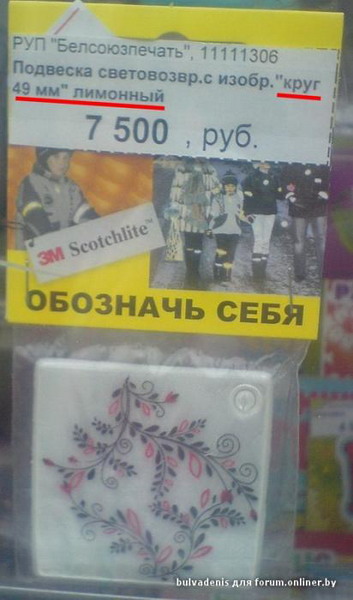 РУП "Белсоюзпечать", 11111306
Подвеска световозвр.с изобр."круг
49 мм" лимонный
7 500 , руб.
3M Scotchlite™
ОБОЗНАЧЬ СЕБЯ
bulvadenis для forum.onliner.by